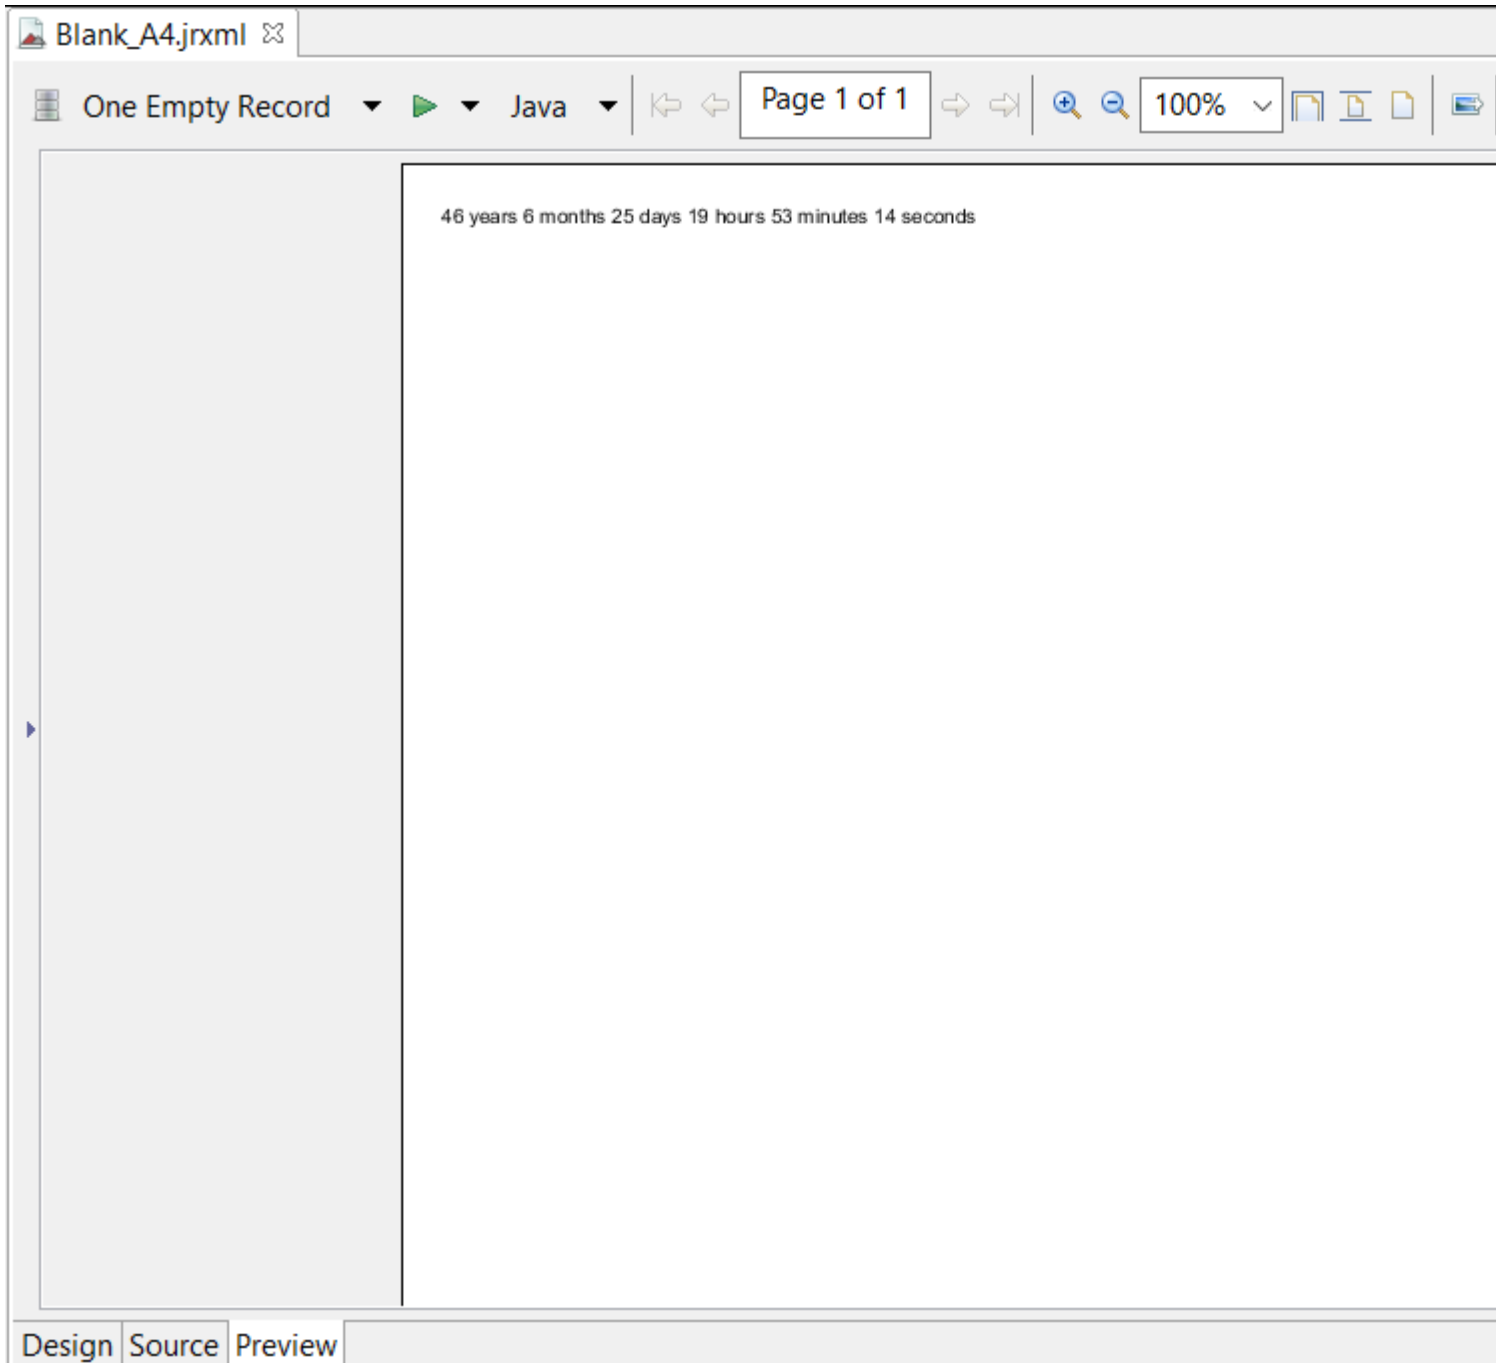 Blank_A4.jrxml
One Empty Record Java Page 1 of 1 100%
46 years 6 months 25 days 19 hours 53 minutes 14 seconds
Design Source Preview